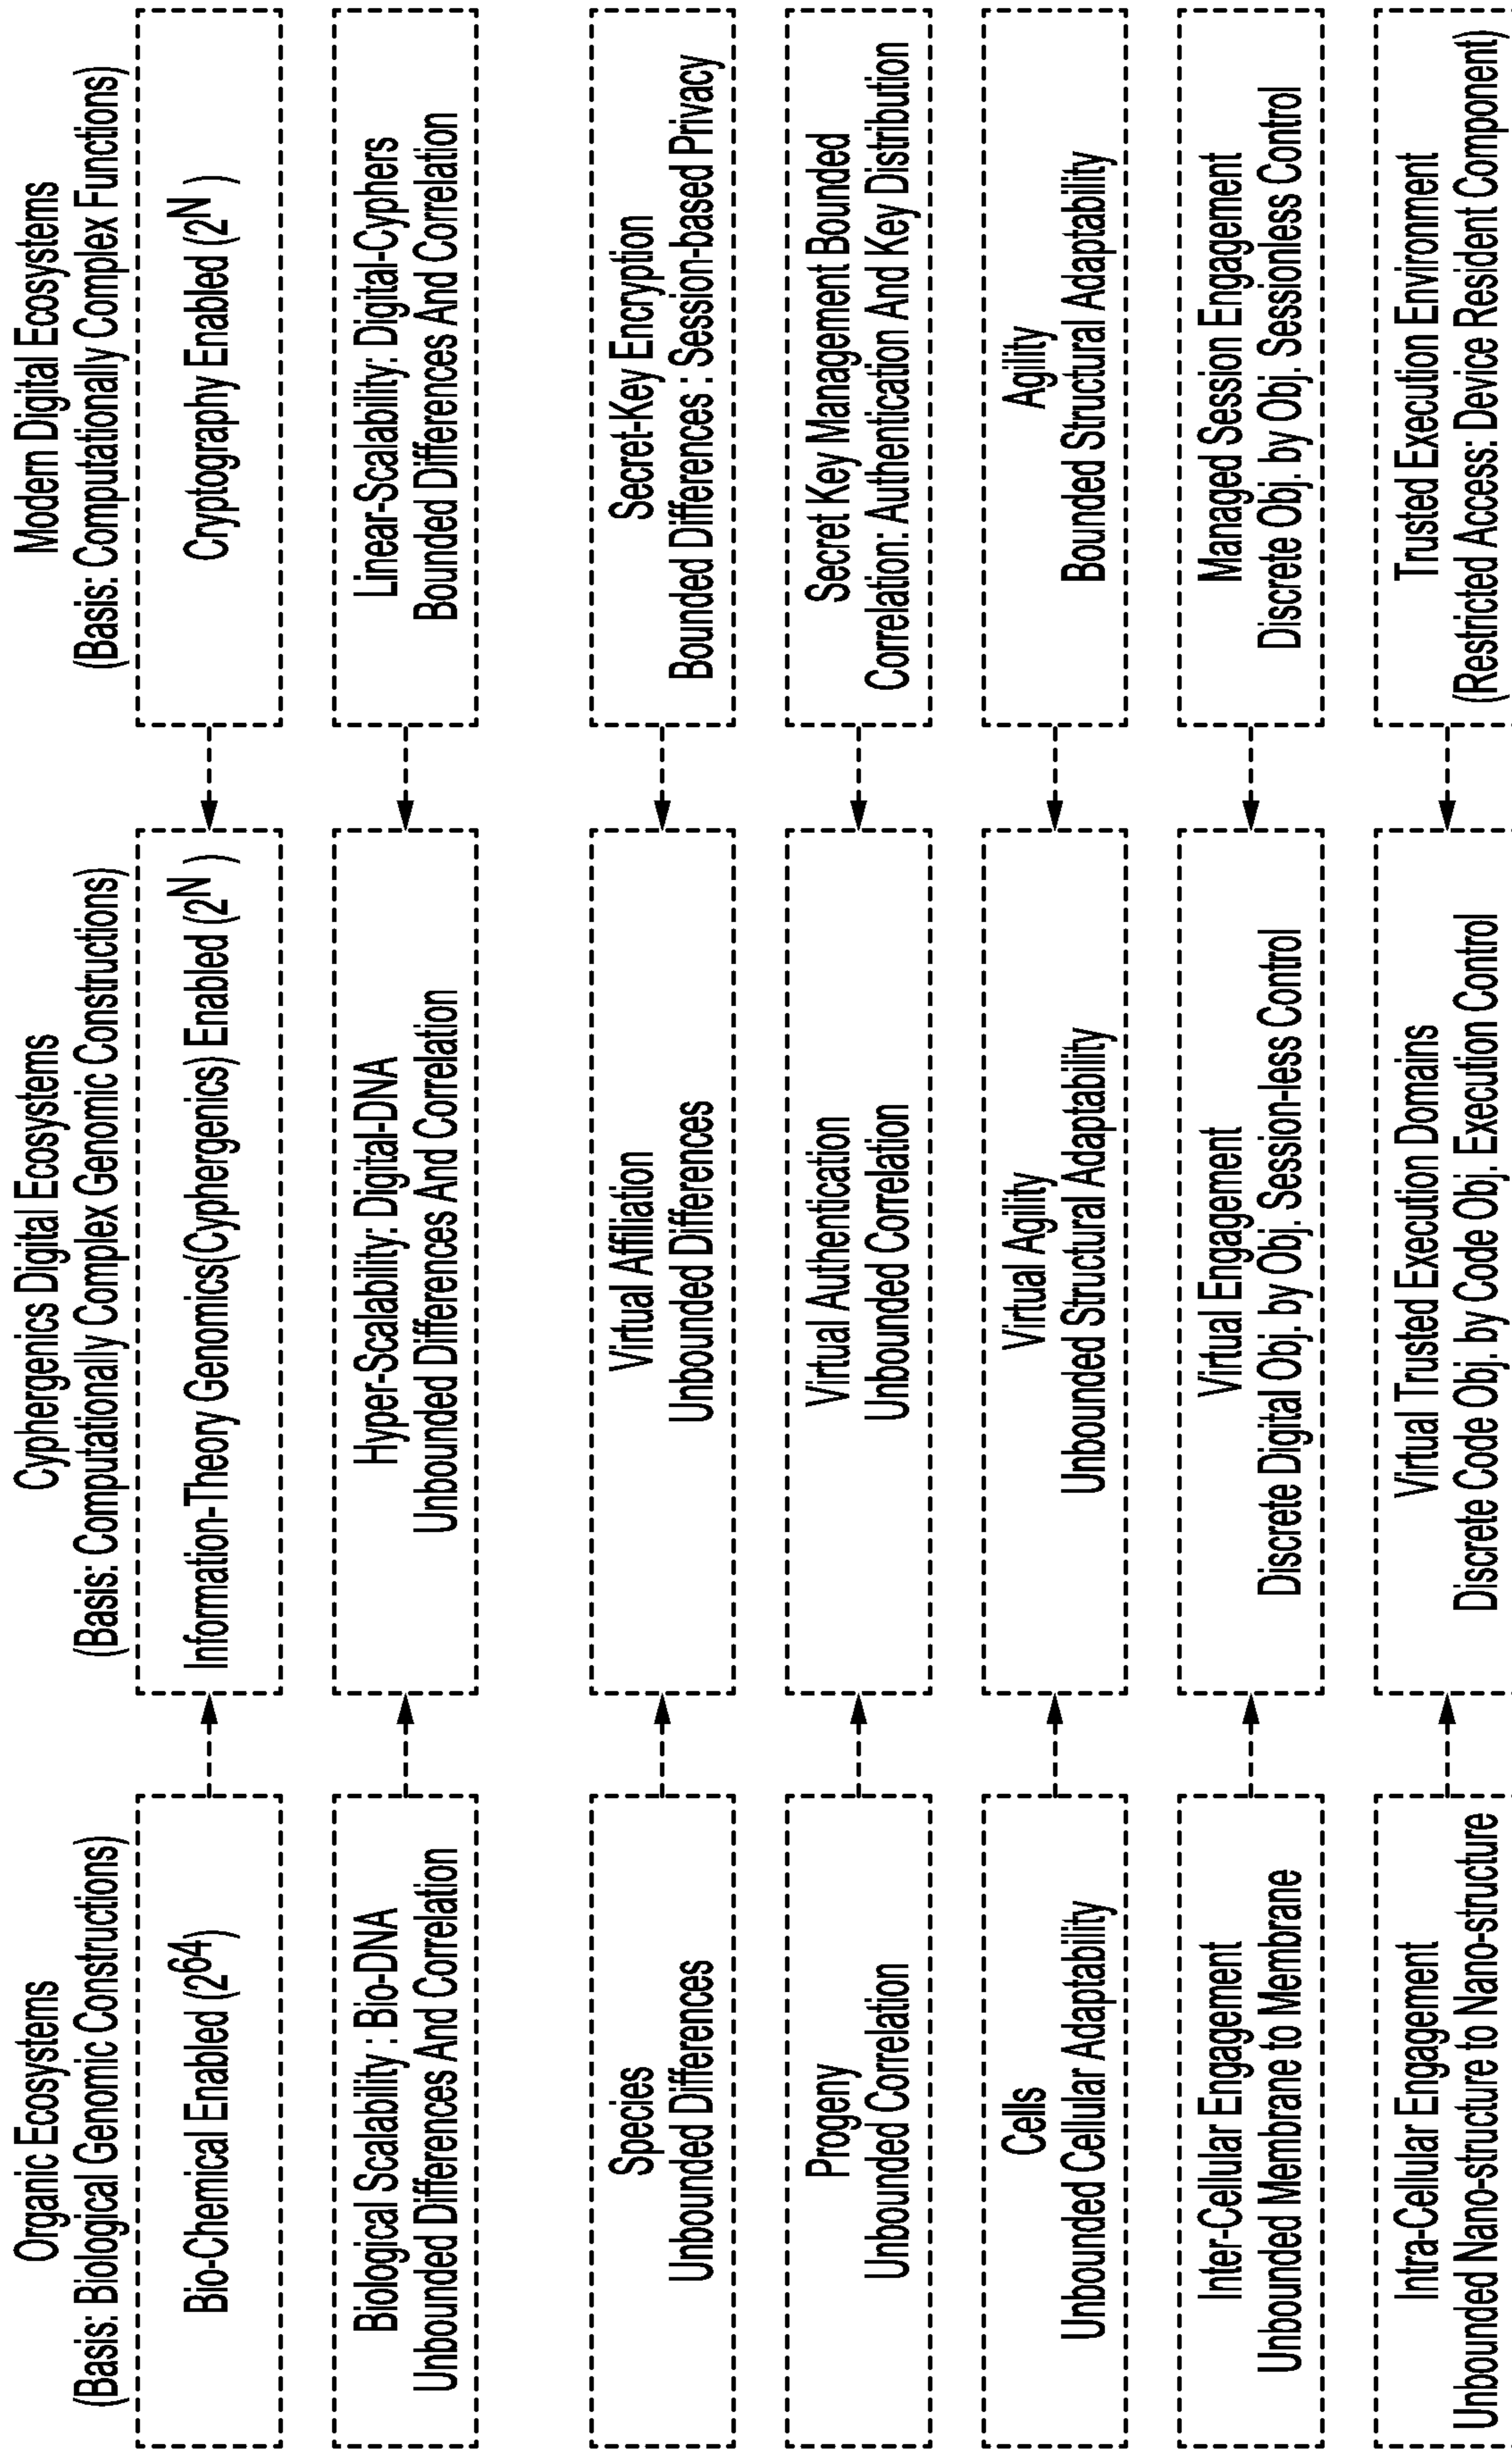 Organic Ecosystems
(Basis: Biological Genomic Constructions)
Cyphergenics Digital Ecosystems
(Basis: Computationally Complex Genomic Constructions)
Modern Digital Ecosystems
(Basis: Computationally Complex Functions)
Bio-Chemical Enabled (2^64)
Information-Theory Genomics(Cyphergenics) Enabled (2^N )
Cryptography Enabled (2^N )
Biological Scalability : Bio-DNA
Unbounded Differences And Correlation
Hyper-Scalability: Digital-DNA
Unbounded Differences And Correlation
Linear-Scalability: Digital-Cyphers
Bounded Differences And Correlation
Species
Unbounded Differences
Virtual Affiliation
Unbounded Differences
Secret-Key Encryption
Bounded Differences : Session-based Privacy
Progeny
Unbounded Correlation
Virtual Authentication
Unbounded Correlation
Secret Key Management Bounded
Correlation: Authentication And Key Distribution
Cells
Unbounded Cellular Adaptability
Virtual Agility
Unbounded Structural Adaptability
Agility
Bounded Structural Adaptability
Inter-Cellular Engagement
Unbounded Membrane to Membrane
Virtual Engagement
Discrete Digital Obj. by Obj. Session-less Control
Managed Session Engagement
Discrete Obj. by Obj. Sessionless Control
Intra-Cellular Engagement
Unbounded Nano-structure to Nano-structure
Virtual Trusted Execution Domains
Discrete Code Obj. by Code Obj. Execution Control
Trusted Execution Environment
(Restricted Access: Device Resident Component)